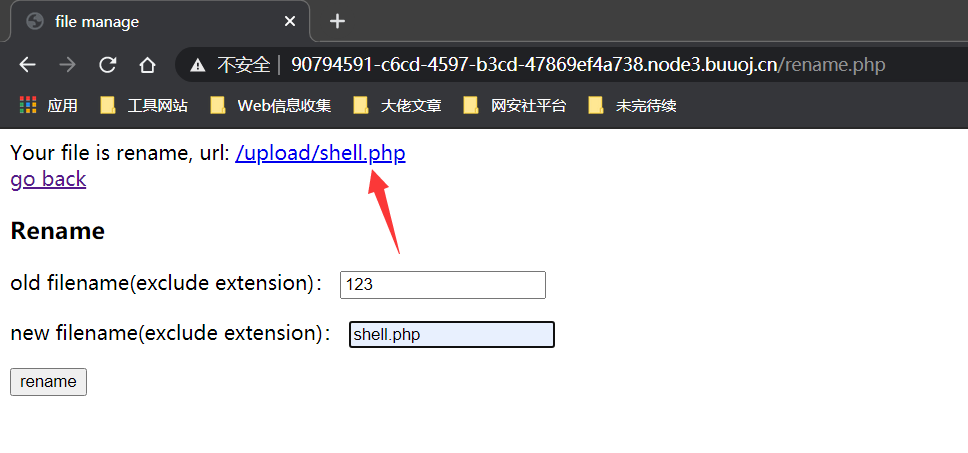 file manage
不安全 | 90794591-c6cd-4597-b3cd-47869ef4a738.node3.buuoj.cn/rename.php
应用 工具网站 Web信息收集 大佬文章 网安社平台 未完待续
Your file is rename, url: /upload/shell.php
go back
Rename
old filename(exclude extension)： 123
new filename(exclude extension)： shell.php
rename